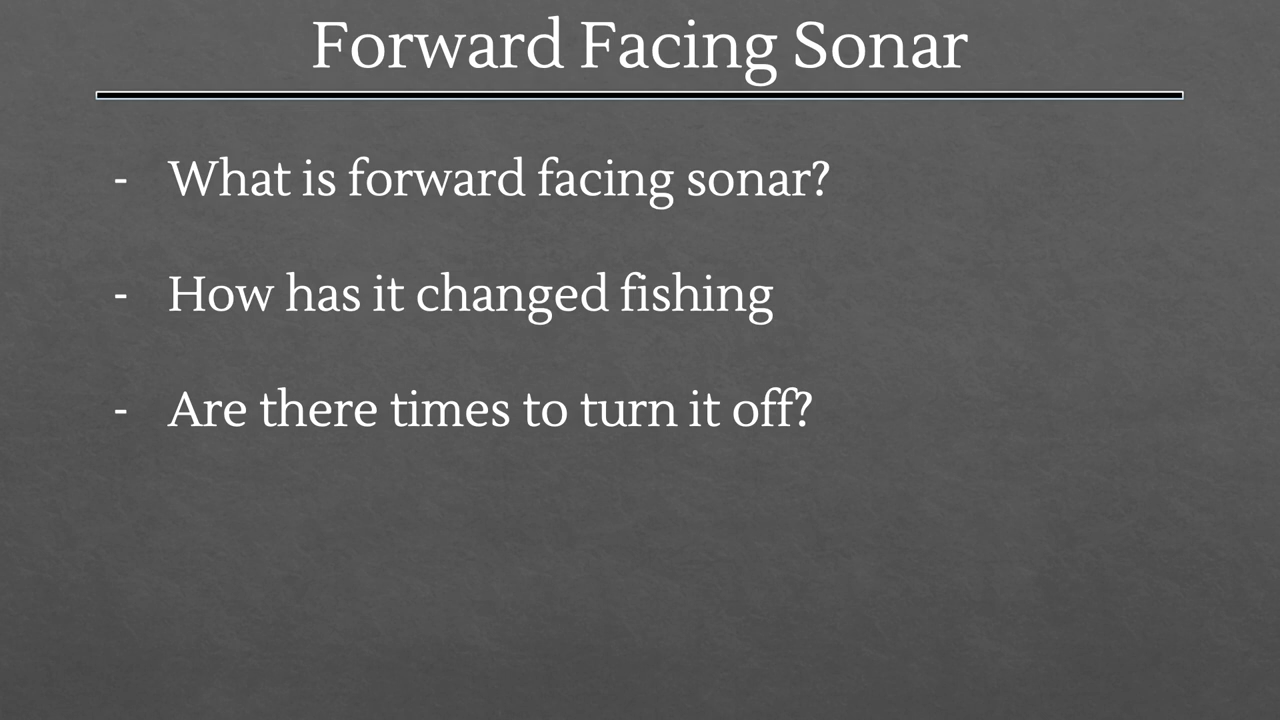 Forward Facing Sonar
- What is forward facing sonar?
- How has it changed fishing
- Are there times to turn it off?